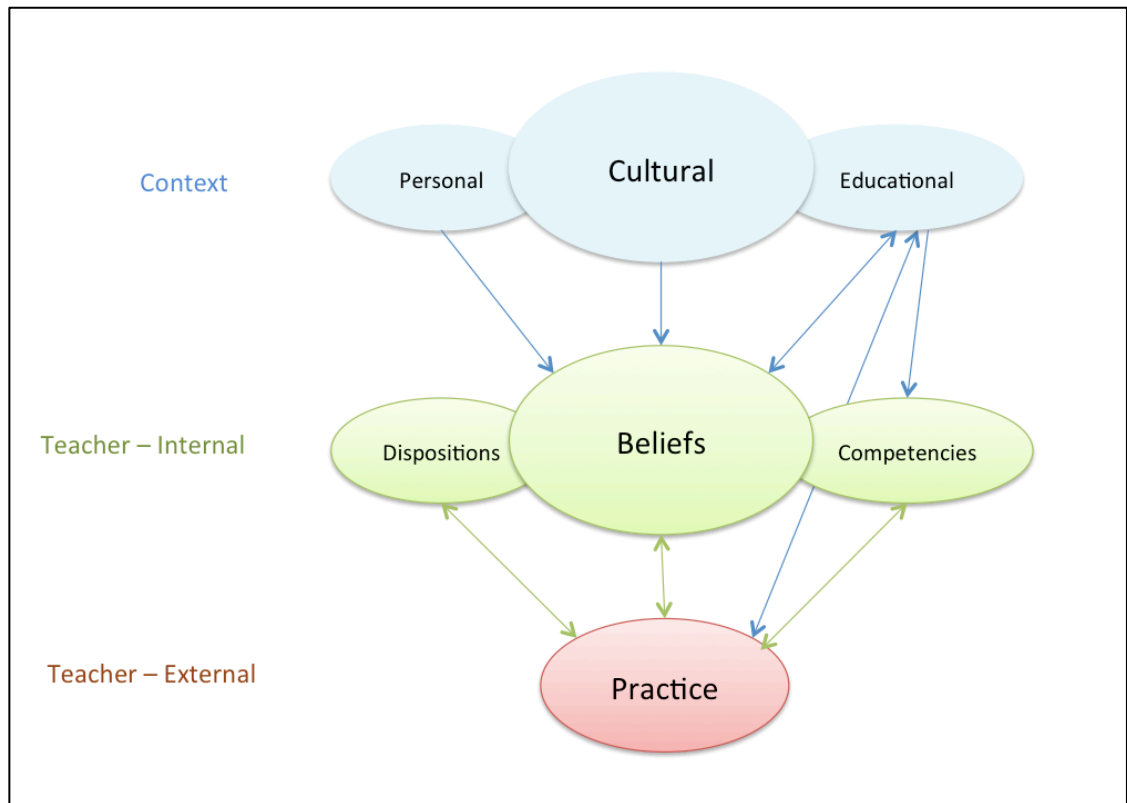 Context
Personal
Cultural
Educational
Teacher – Internal
Dispositions
Beliefs
Competencies
Teacher – External
Practice